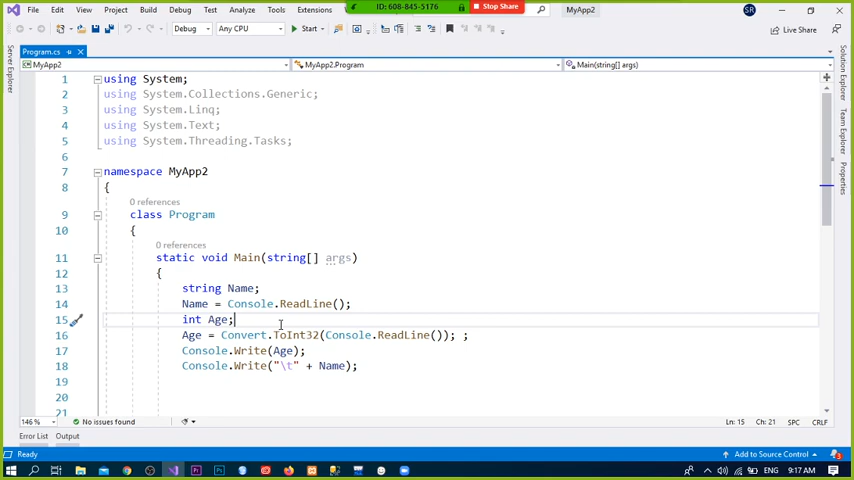 ID: 608-845-5176 Stop Share
File Edit View Project Build Debug Test Analyze Tools Extensions MyApp2 SR
Debug Any CPU Start Live Share
Program.cs
MyApp2 MyApp2.Program Main(string[] args)
1 using System;
2 using System.Collections.Generic;
3 using System.Linq;
4 using System.Text;
5 using System.Threading.Tasks;
6
7 namespace MyApp2
8 {
0 references
9 class Program
10 {
0 references
11 static void Main(string[] args)
12 {
13 string Name;
14 Name = Console.ReadLine();
15 int Age;
16 Age = Convert.ToInt32(Console.ReadLine()); ;
17 Console.Write(Age);
18 Console.Write("\t" + Name);
19
20
21
Server Explorer
Solution Explorer
Team Explorer
Properties
146 % No issues found Ln: 15 Ch: 21 SPC CRLF
Error List Output
Ready Add to Source Control 3
ENG 9:17 AM